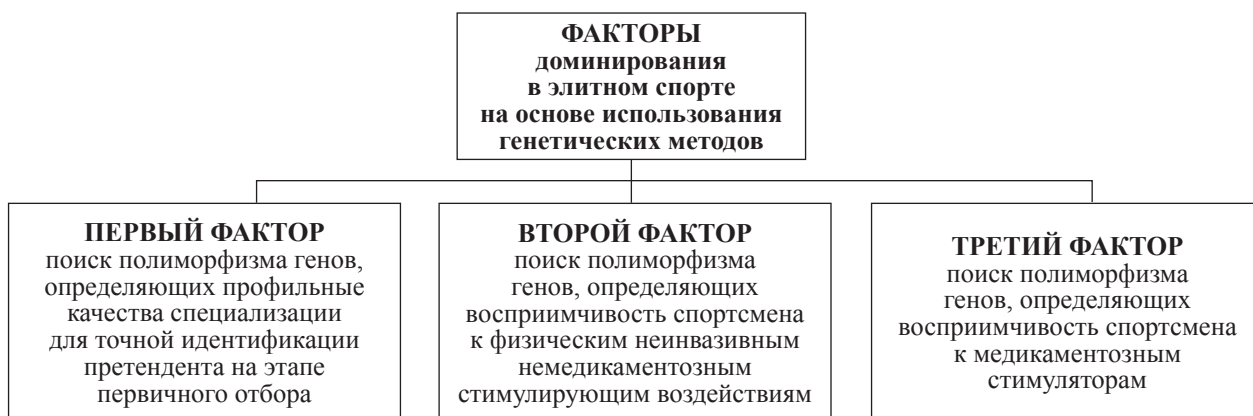 ФАКТОРЫ
доминирования
в элитном спорте
на основе использования
генетических методов
ПЕРВЫЙ ФАКТОР
поиск полиморфизма генов,
определяющих профильные
качества специализации
для точной идентификации
претендента на этапе
первичного отбора
ВТОРОЙ ФАКТОР
поиск полиморфизма
генов, определяющих
восприимчивость спортсмена
к физическим неинвазивным
немедикаментозным
стимулирующим воздействиям
ТРЕТИЙ ФАКТОР
поиск полиморфизма
генов, определяющих
восприимчивость спортсмена
к медикаментозным
стимуляторам